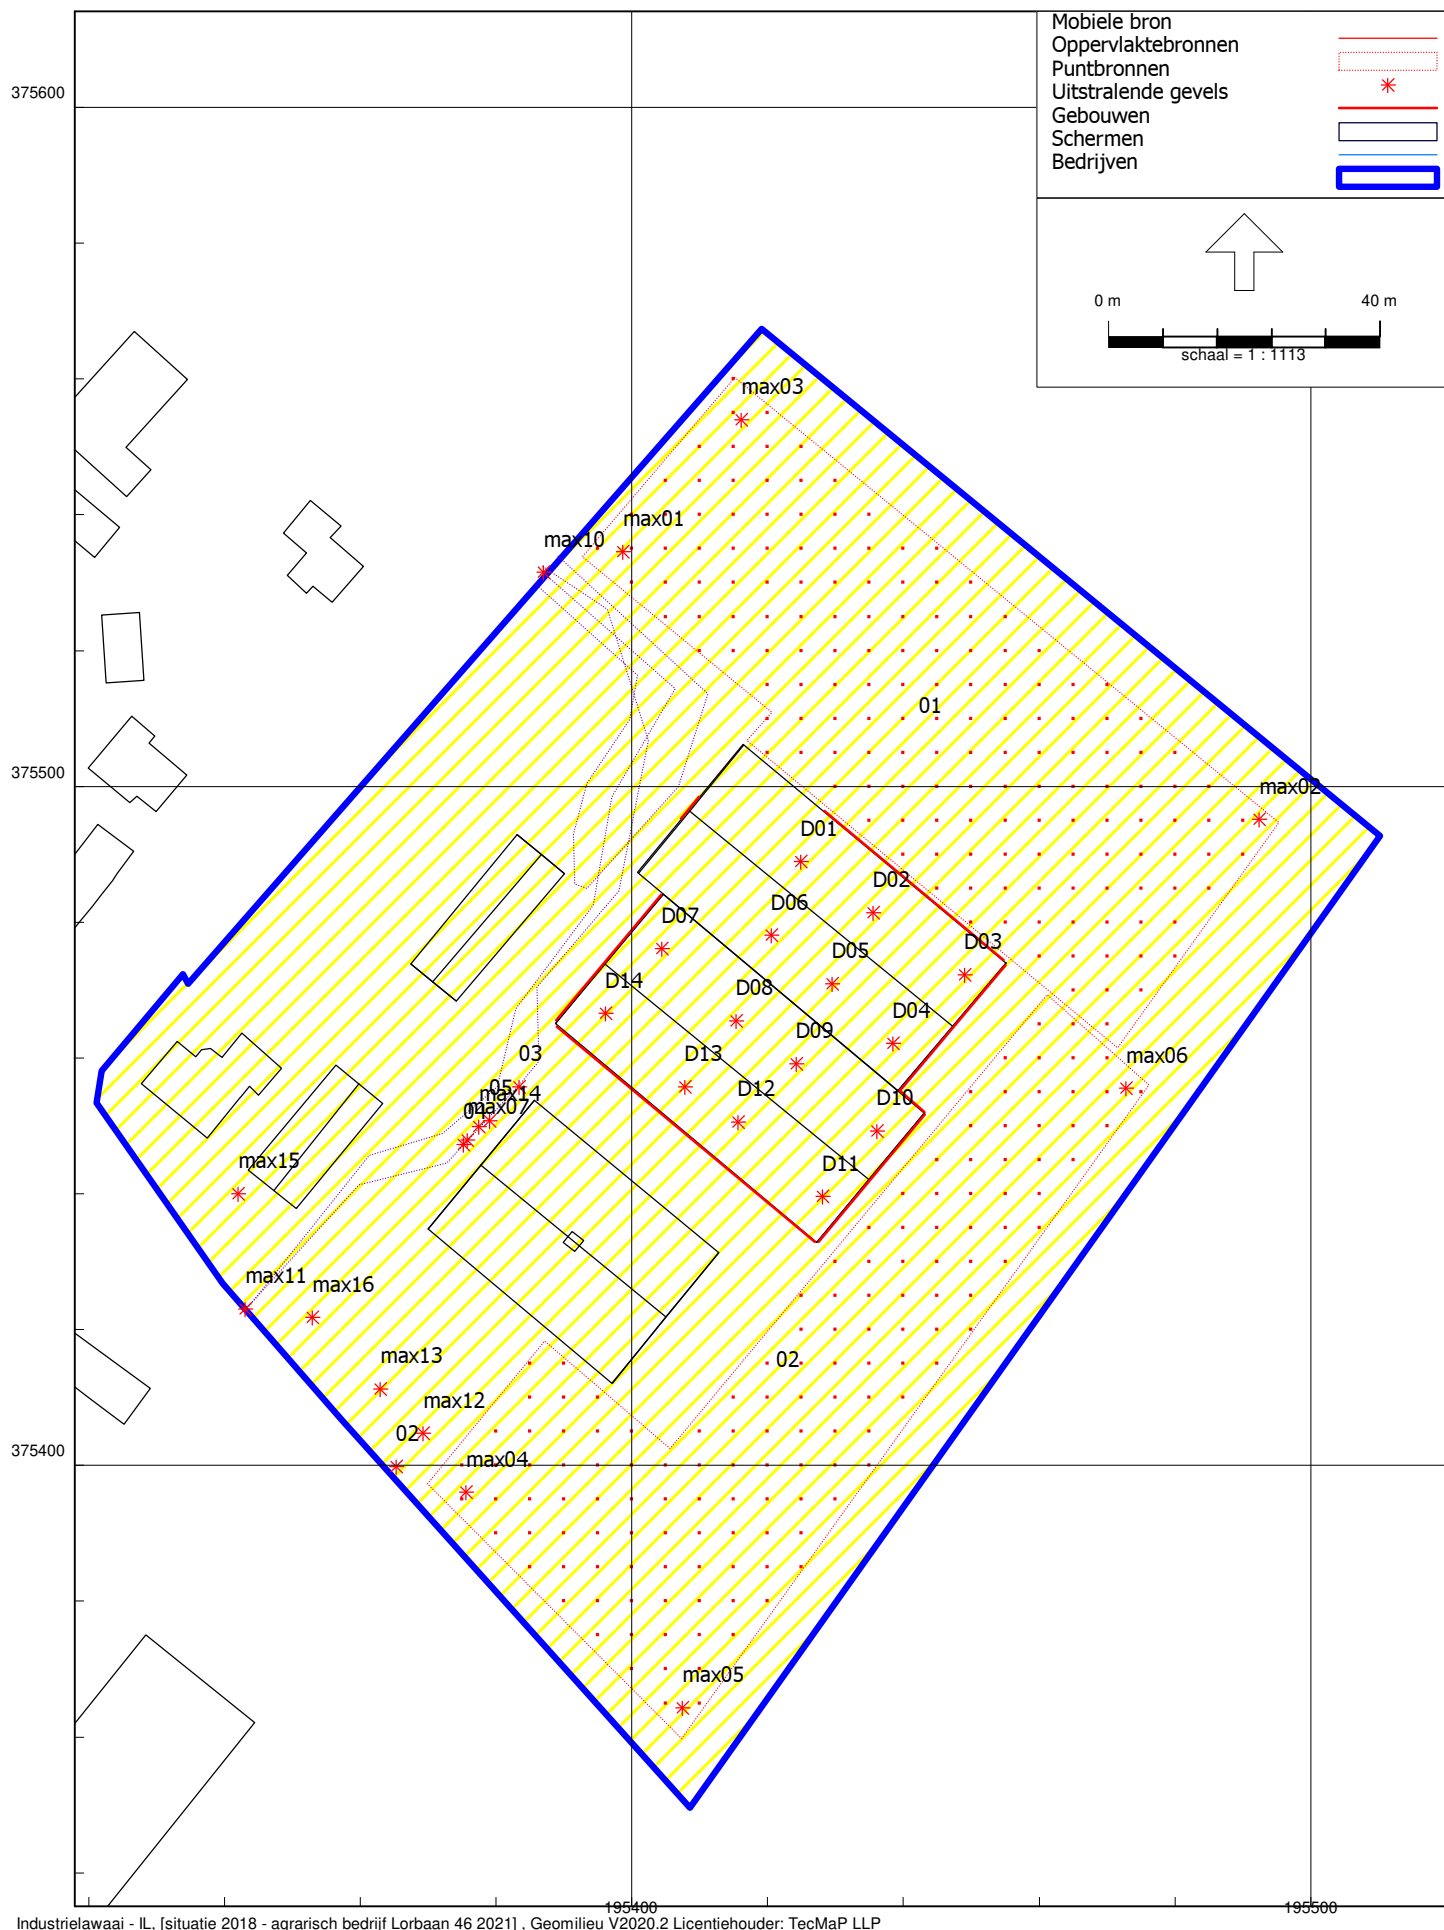 Mobiele bron
Oppervlaktebronnen
Puntbronnen
Uitstralende gevels
Gebouwen
Schermen
Bedrijven
0 m 40 m
schaal = 1 : 1113
375600
max03
max01
max10
01
375500
max02
D01
D02
D06
D07
D03
D05
D14
D08
D04
D09
03
D13
max06
05
max14
D12
D10
max07
04
max15
D11
max11
max16
max13
02
max12
02
375400
max04
max05
195400
195500
Industrielawaai - IL, [situatie 2018 - agrarisch bedrijf Lorbaan 46 2021] , Geomilieu V2020.2 Licentiehouder: TecMaP LLP